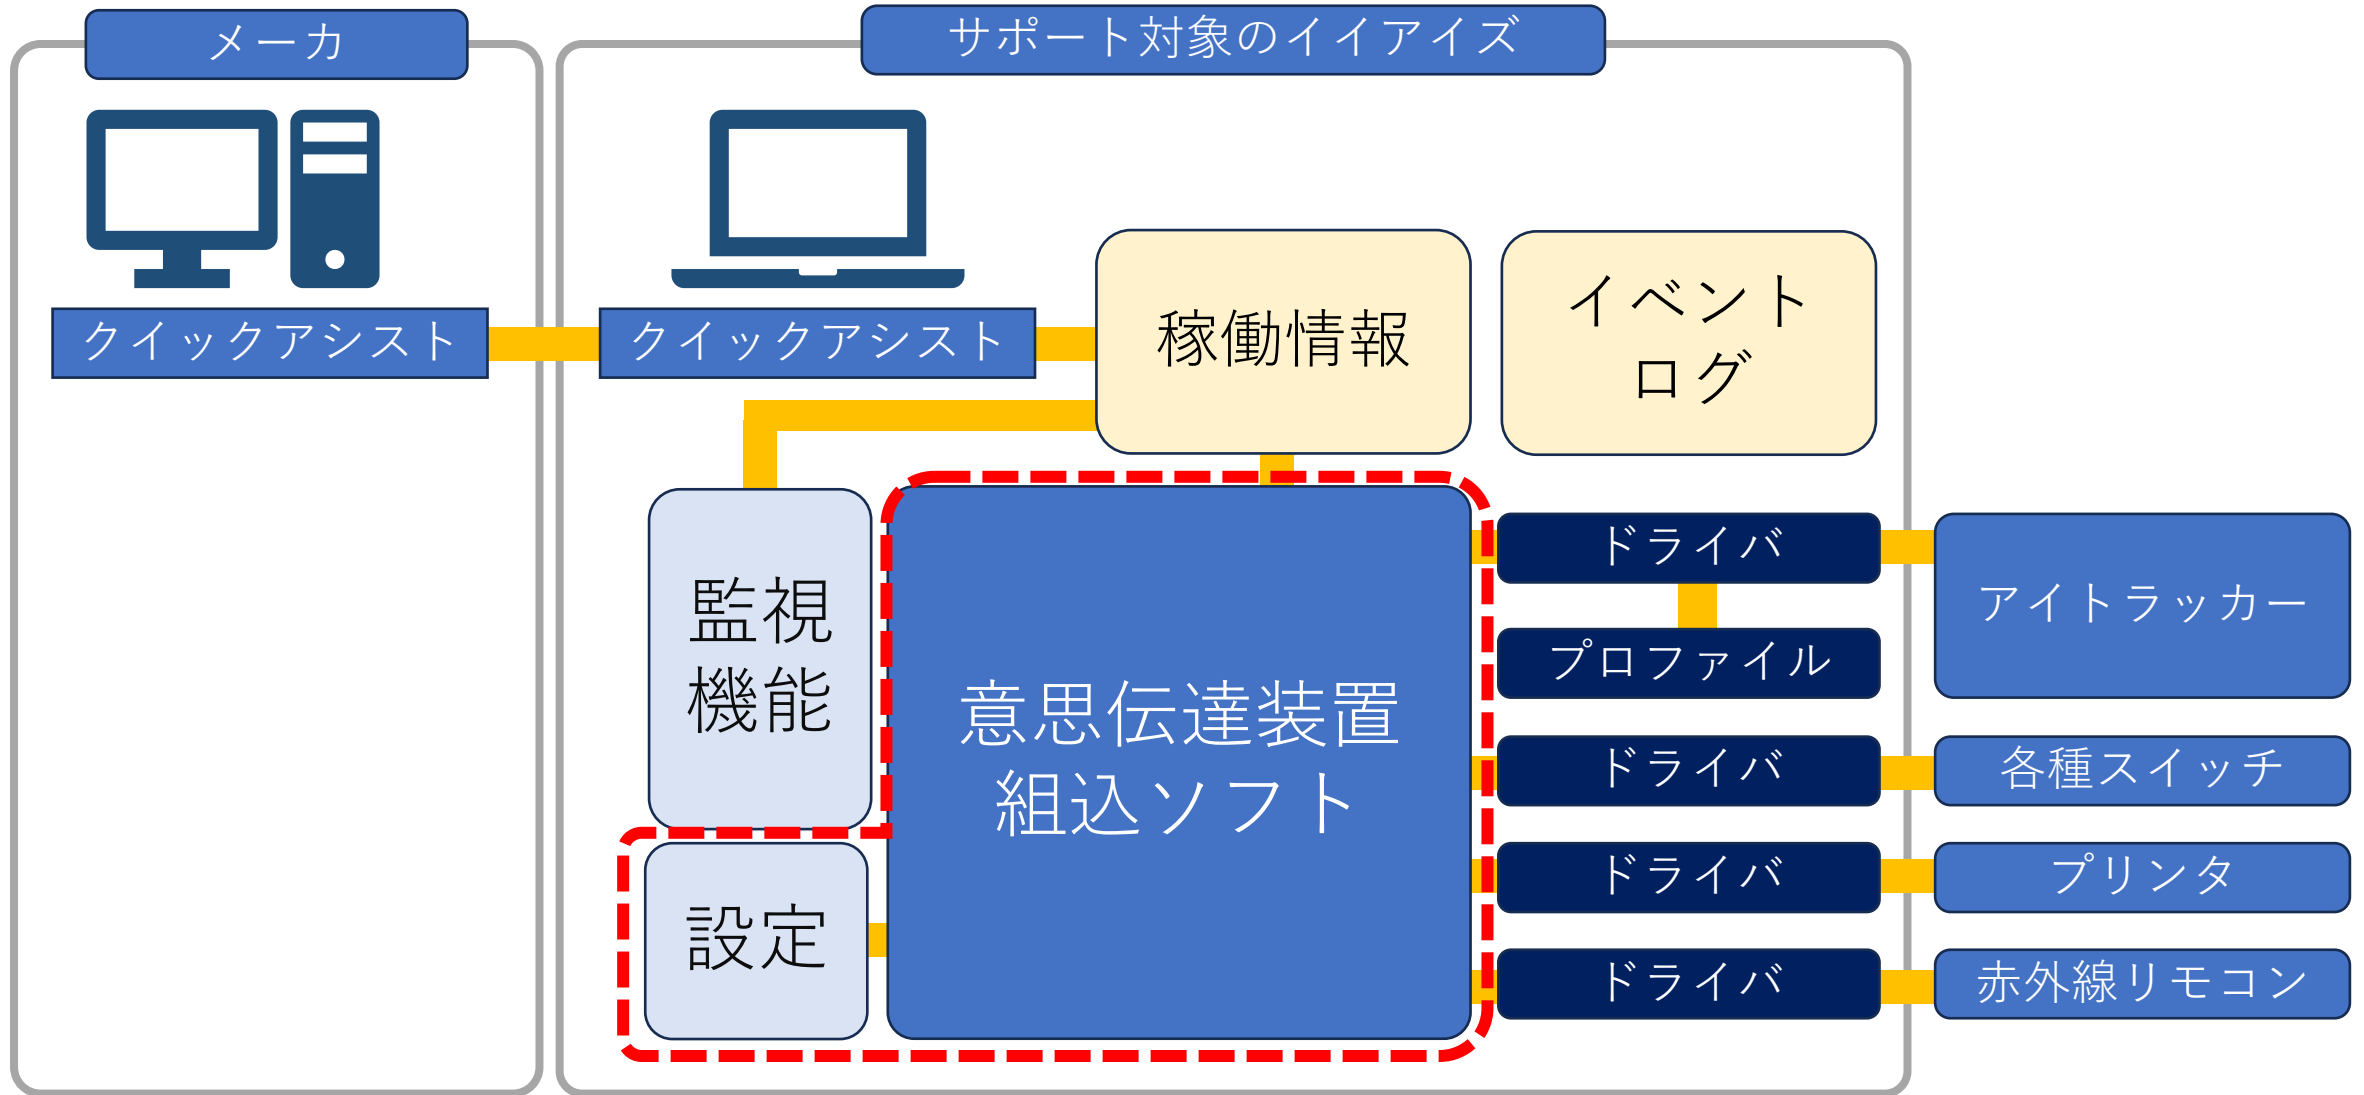 メーカ
サポート対象のイイアイズ
クイックアシスト
クイックアシスト
稼働情報
イベント
ログ
監視
機能
設定
意思伝達装置
組込ソフト
ドライバ
プロファイル
ドライバ
ドライバ
ドライバ
アイトラッカー
各種スイッチ
プリンタ
赤外線リモコン